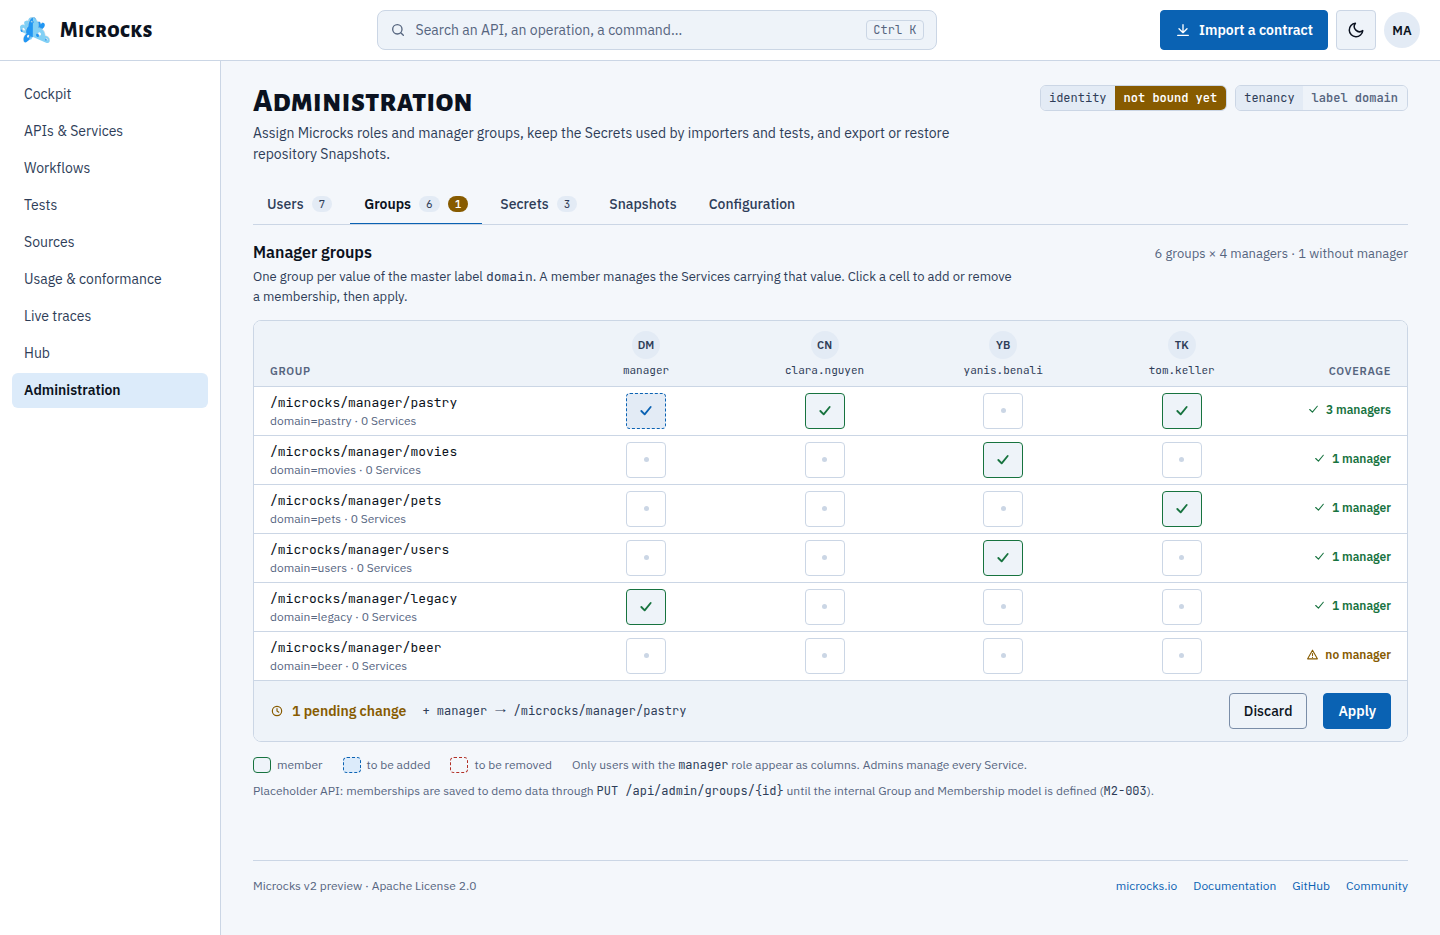 Microcks
Search an API, an operation, a command...
Ctrl K
Import a contract
MA
Cockpit
APIs & Services
Workflows
Tests
Sources
Usage & conformance
Live traces
Hub
Administration
Administration
identity not bound yet
tenancy label domain
Assign Microcks roles and manager groups, keep the Secrets used by importers and tests, and export or restore
repository Snapshots.
Users 7 Groups 6 1 Secrets 3 Snapshots Configuration
Manager groups
6 groups × 4 managers · 1 without manager
One group per value of the master label domain. A member manages the Services carrying that value. Click a cell to add or remove
a membership, then apply.
DM CN YB TK
GROUP manager clara.nguyen yanis.benali tom.keller COVERAGE
/microcks/manager/pastry
domain=pastry · 0 Services
3 managers
/microcks/manager/movies
domain=movies · 0 Services
1 manager
/microcks/manager/pets
domain=pets · 0 Services
1 manager
/microcks/manager/users
domain=users · 0 Services
1 manager
/microcks/manager/legacy
domain=legacy · 0 Services
1 manager
/microcks/manager/beer
domain=beer · 0 Services
no manager
1 pending change + manager → /microcks/manager/pastry Discard Apply
member to be added to be removed Only users with the manager role appear as columns. Admins manage every Service.
Placeholder API: memberships are saved to demo data through PUT /api/admin/groups/{id} until the internal Group and Membership model is defined (M2-003).
Microcks v2 preview · Apache License 2.0
microcks.io Documentation GitHub Community